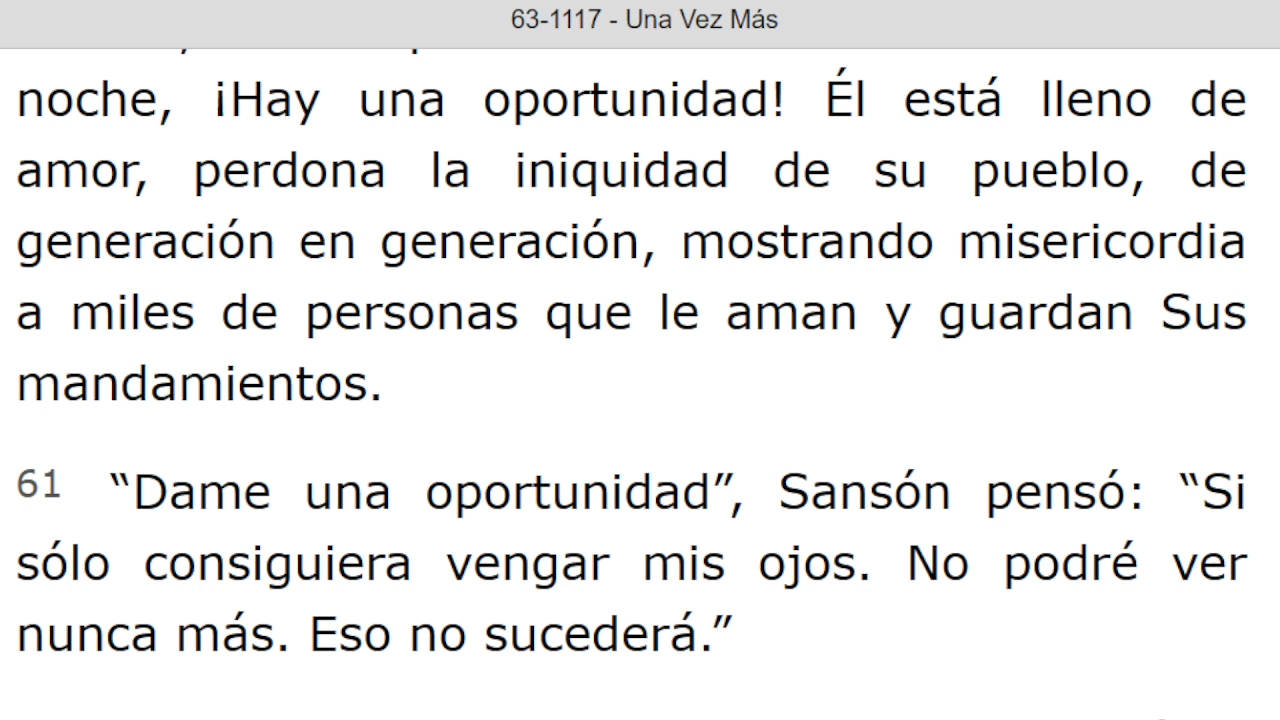 63-1117 - Una Vez Más
noche, ¡Hay una oportunidad! Él está lleno de
amor, perdona la iniquidad de su pueblo, de
generación en generación, mostrando misericordia
a miles de personas que le aman y guardan Sus
mandamientos.
61 “Dame una oportunidad”, Sansón pensó: “Si
sólo consiguiera vengar mis ojos. No podré ver
nunca más. Eso no sucederá.”